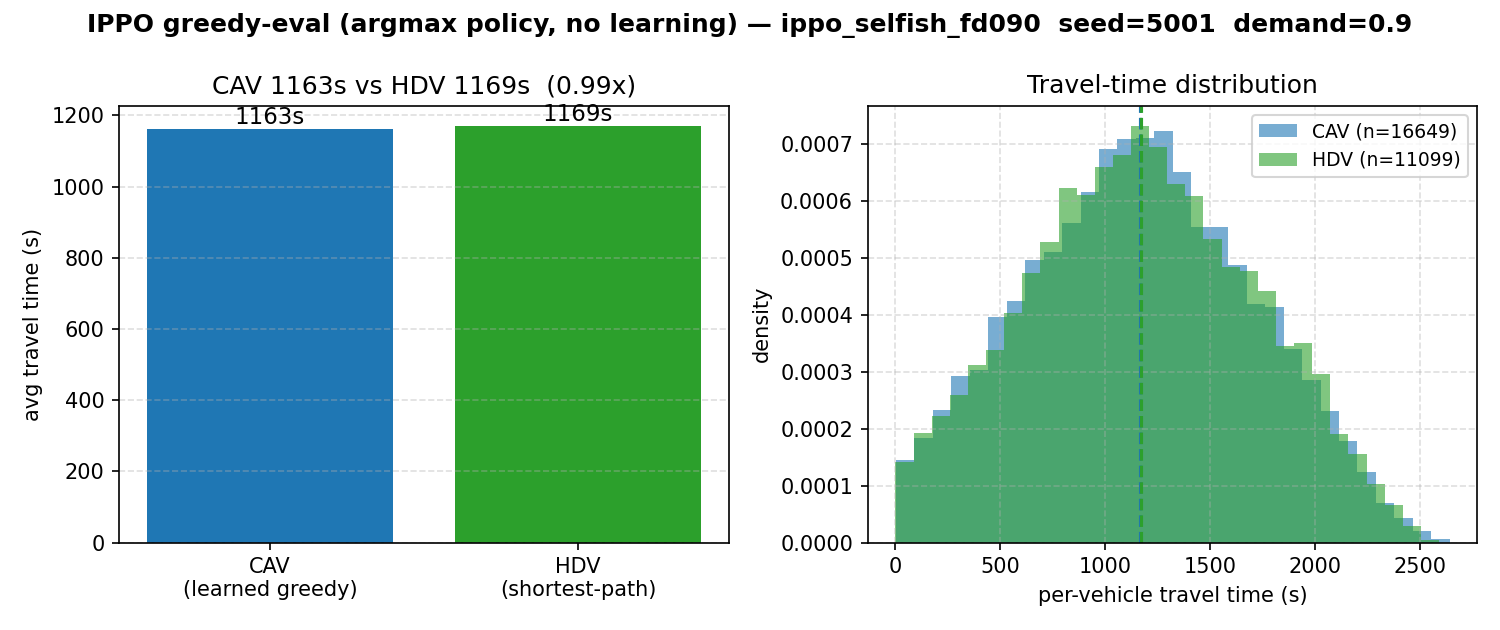 IPPO greedy-eval (argmax policy, no learning) — ippo_selfish_fd090  seed=5001  demand=0.9
CAV 1163s vs HDV 1169s  (0.99x)
1163s
1169s
1200
1000
800
600
400
200
0
avg travel time (s)
CAV
(learned greedy)
HDV
(shortest-path)
Travel-time distribution
CAV (n=16649)
HDV (n=11099)
0.0007
0.0006
0.0005
0.0004
0.0003
0.0002
0.0001
0.0000
density
0
500
1000
1500
2000
2500
per-vehicle travel time (s)